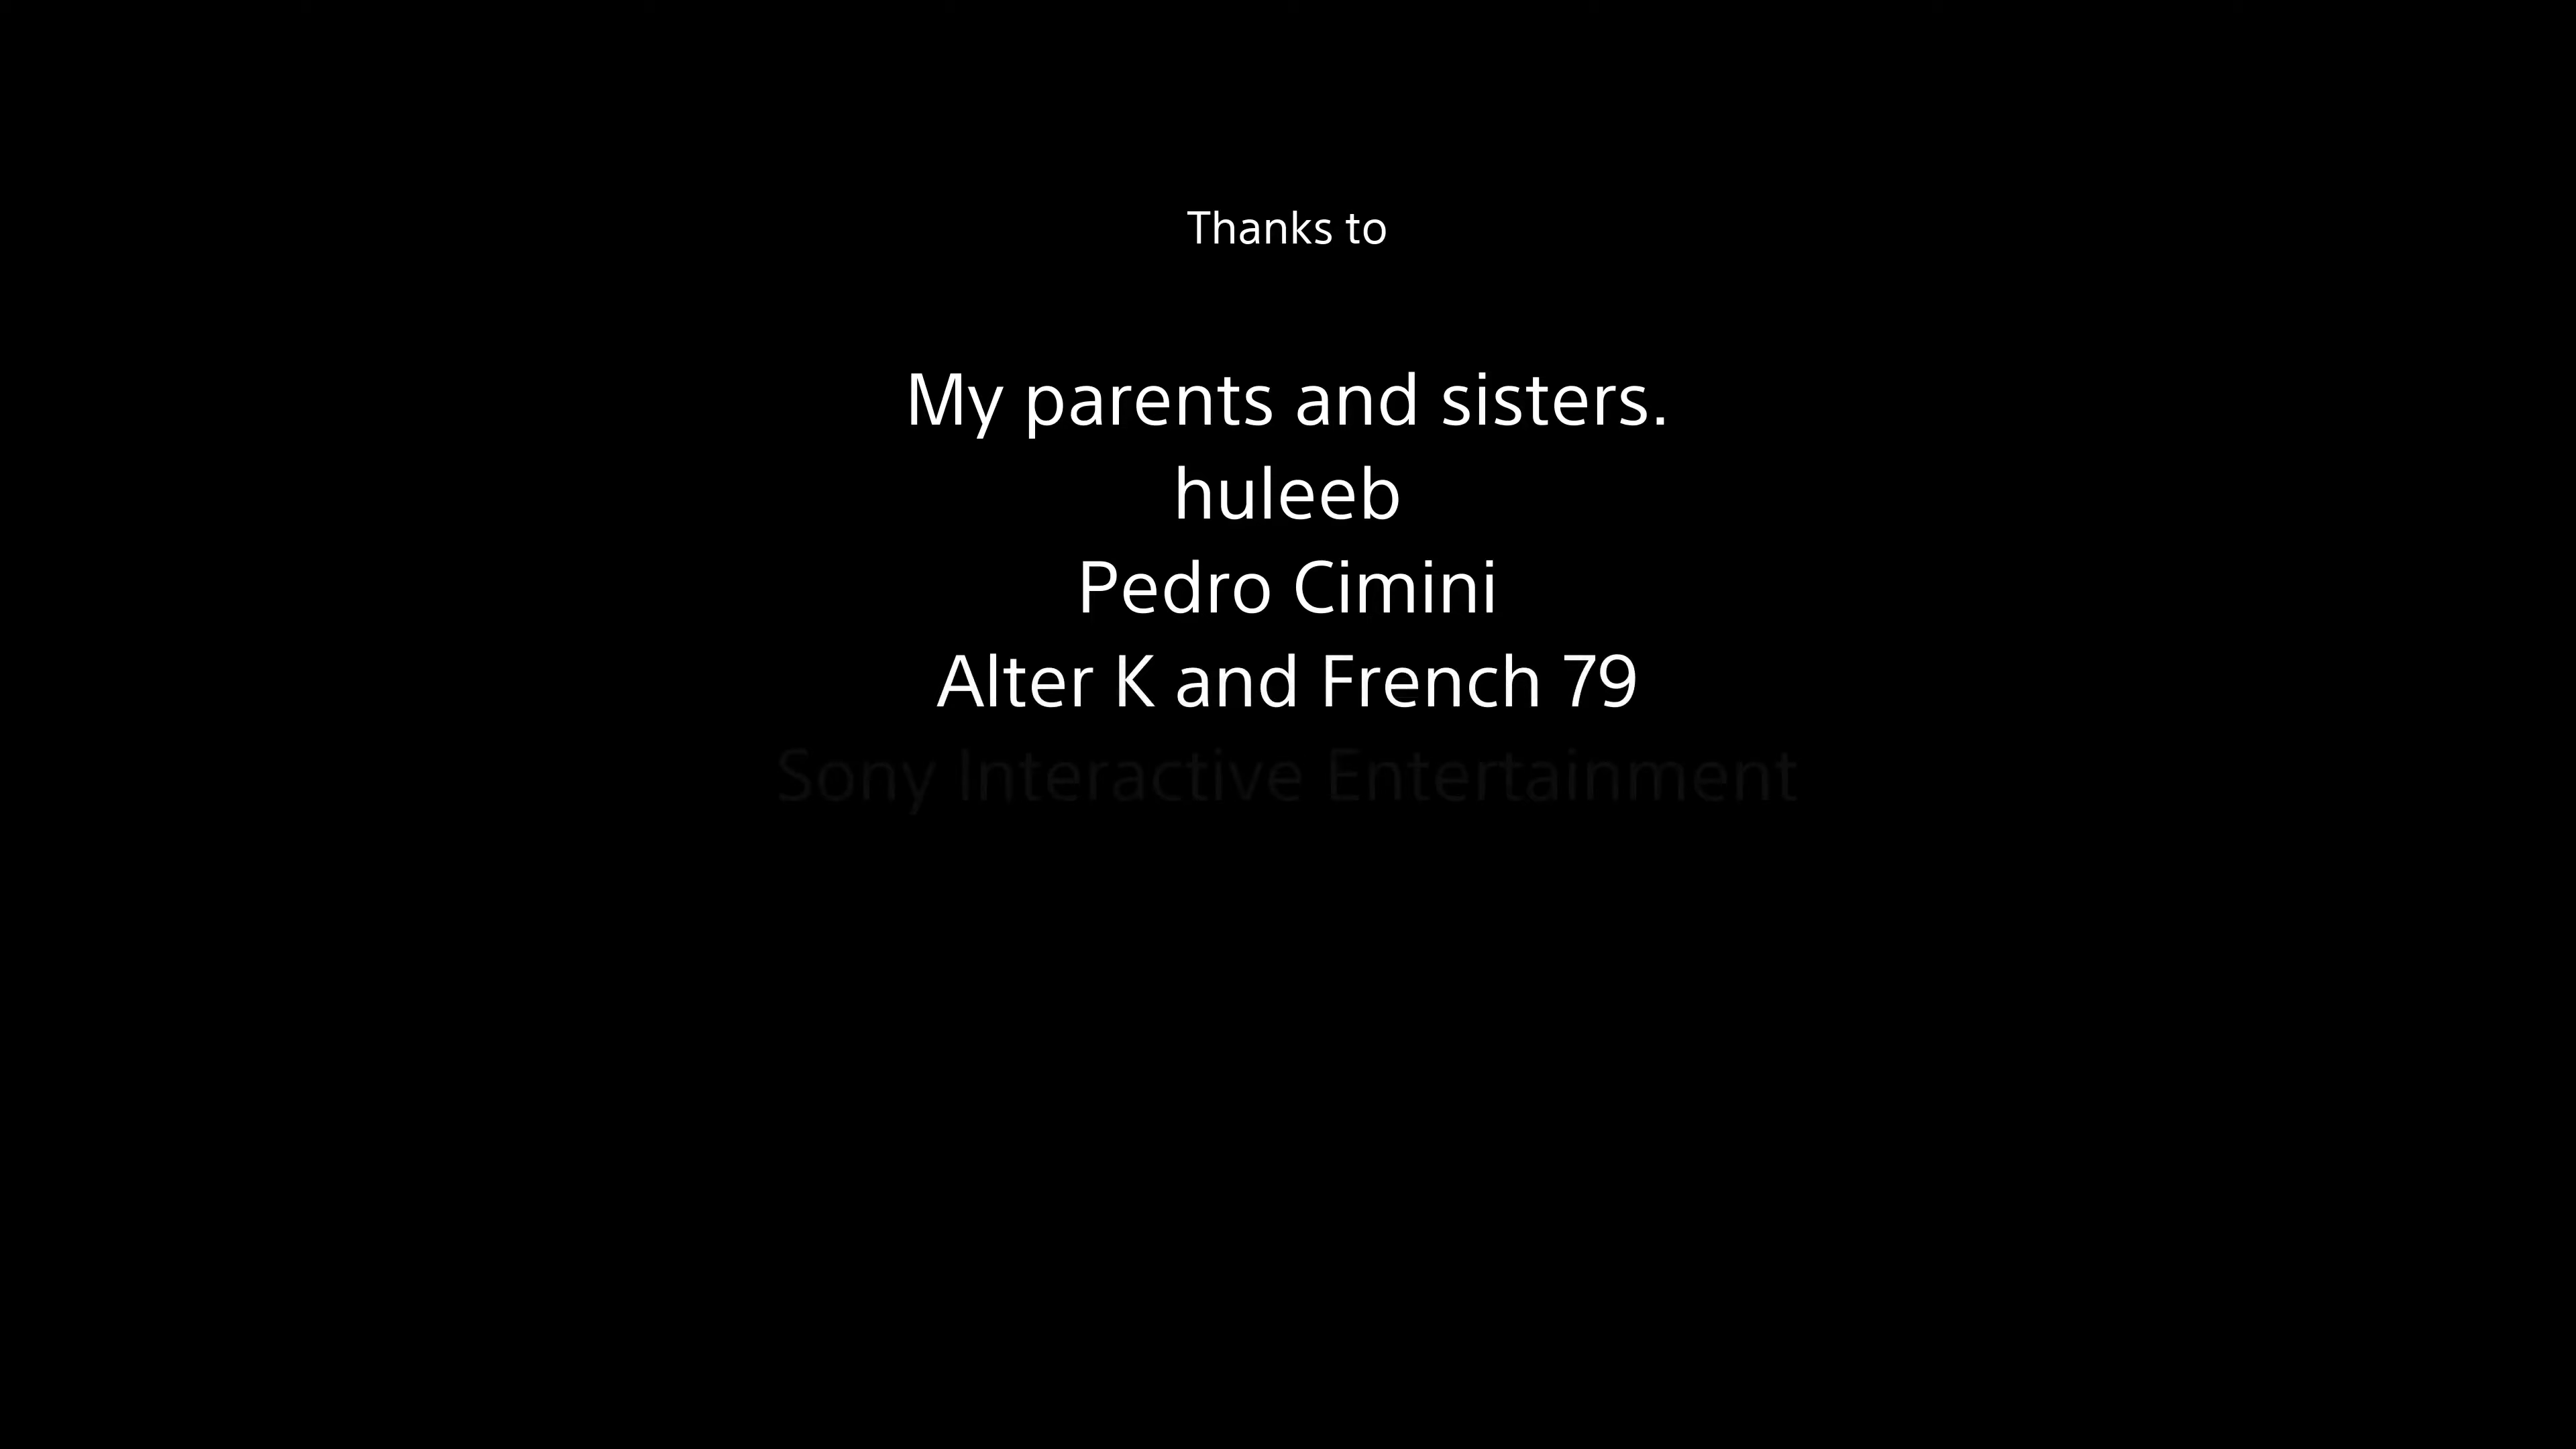 Thanks to
My parents and sisters.
huleeb
Pedro Cimini
Alter K and French 79
Sony Interactive Entertainment